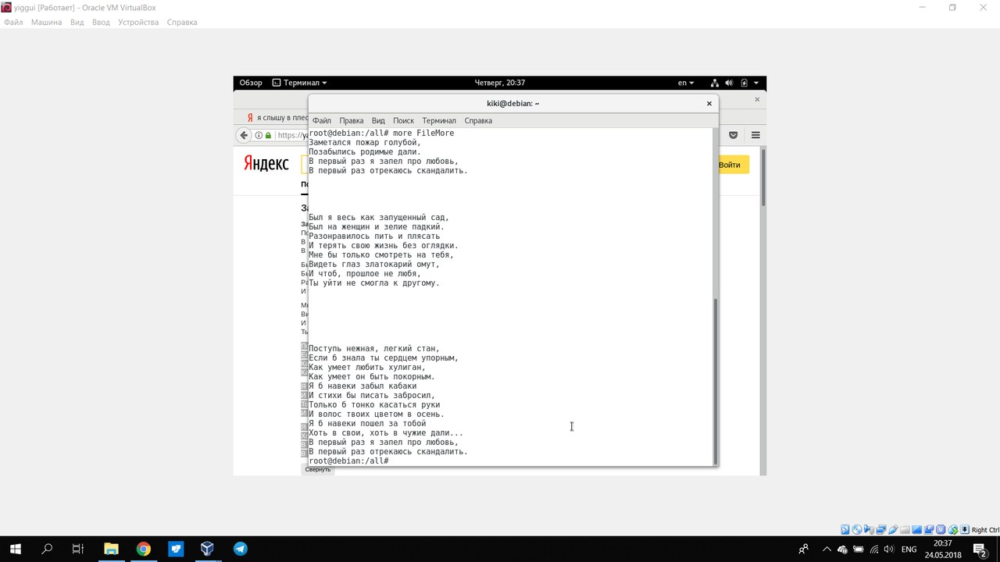 yiggui [Работает] - Oracle VM VirtualBox
Файл Машина Вид Ввод Устройства Справка
Обзор Терминал Четверг, 20:37 en
kiki@debian: ~
Я я слышу в плес
Файл Правка Вид Поиск Терминал Справка
https://ya
Яндекс
Войти
root@debian:/all# more FileMore
Заметался пожар голубой,
Позабылись родимые дали.
В первый раз я запел про любовь,
В первый раз отрекаюсь скандалить.
Был я весь как запущенный сад,
Был на женщин и зелие падкий.
Разонравилось пить и плясать
И терять свою жизнь без оглядки.
Мне бы только смотреть на тебя,
Видеть глаз златокарий омут,
И чтоб, прошлое не любя,
Ты уйти не смогла к другому.
Поступь нежная, легкий стан,
Если б знала ты сердцем упорным,
Как умеет любить хулиган,
Как умеет он быть покорным.
Я б навеки забыл кабаки
И стихи бы писать забросил,
Только б тонко касаться руки
И волос твоих цветом в осень.
Я б навеки пошел за тобой
Хоть в свои, хоть в чужие дали...
В первый раз я запел про любовь,
В первый раз отрекаюсь скандалить.
root@debian:/all#
Свернуть
Right Ctrl
ENG
20:37
24.05.2018
2